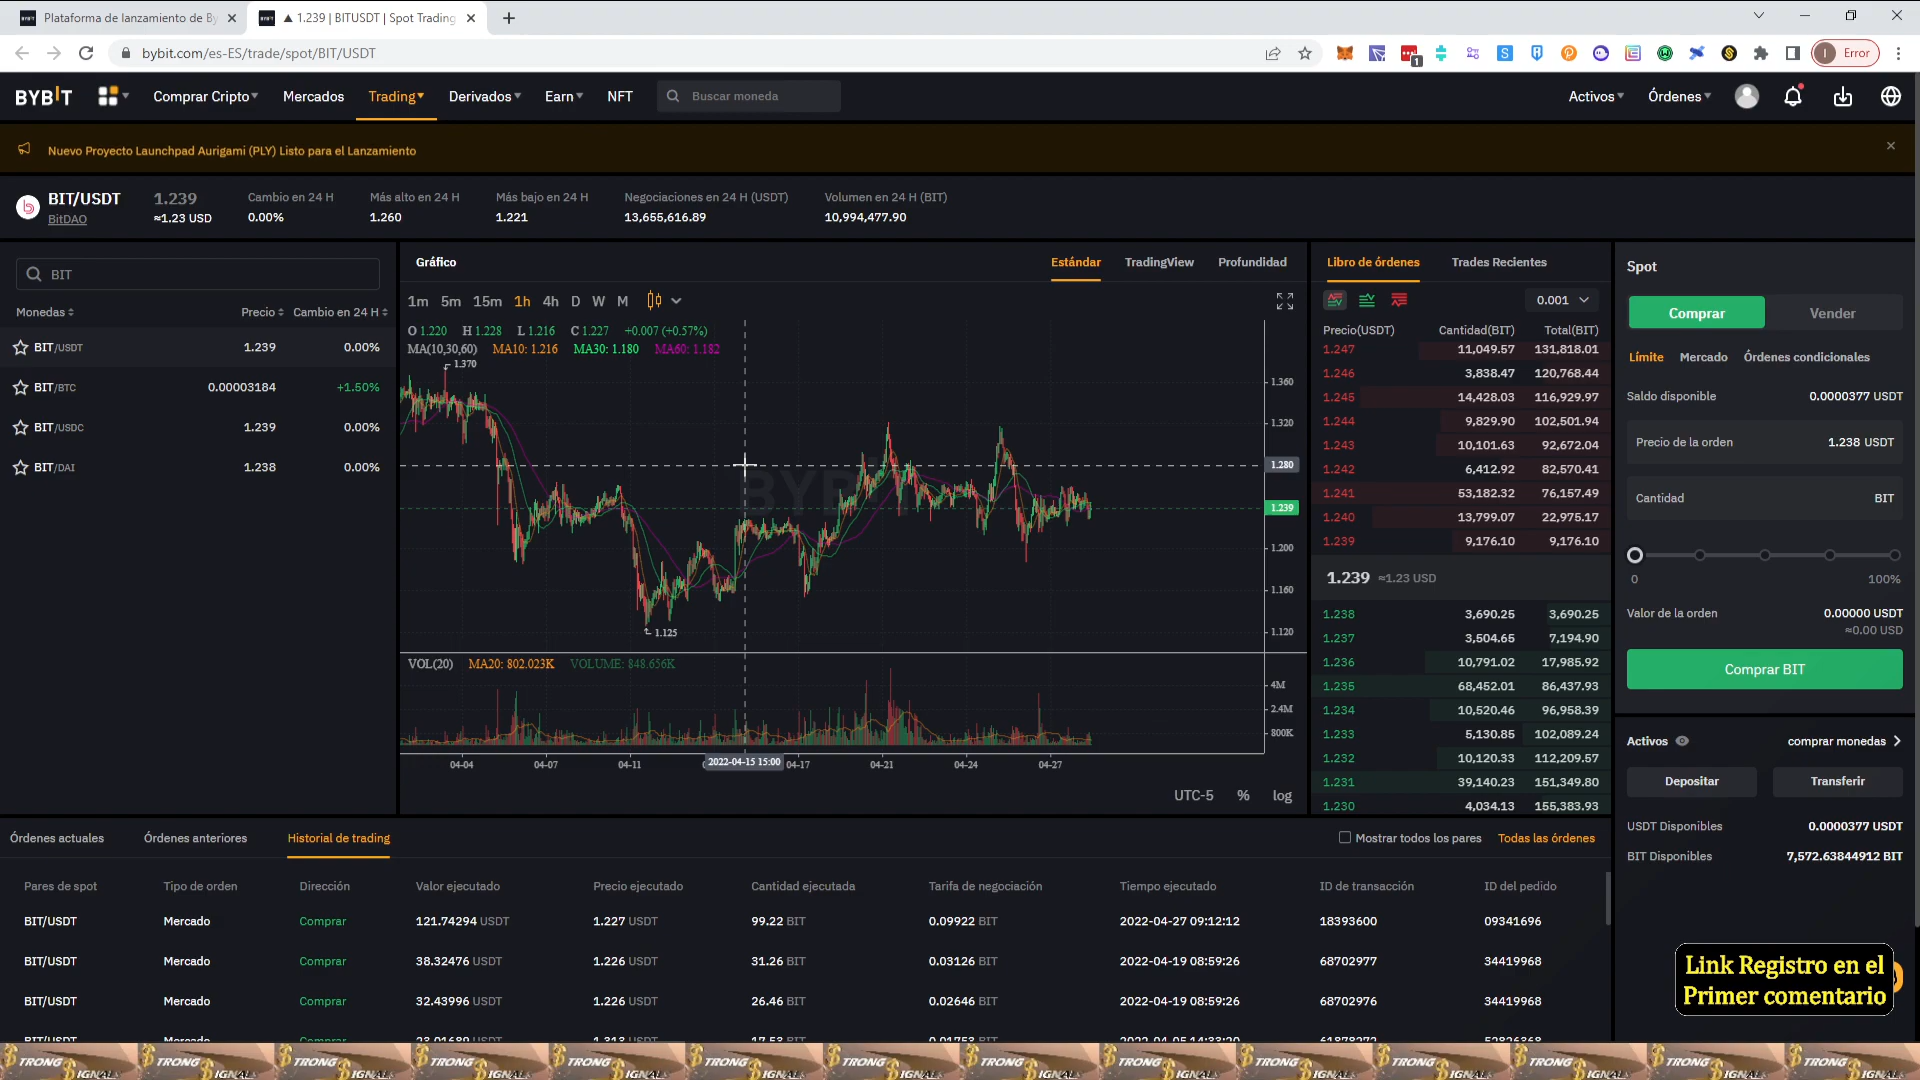 Plataforma de lanzamiento de By
▲ 1.239 | BITUSDT | Spot Trading
bybit.com/es-ES/trade/spot/BIT/USDT
1
I Error
BYBIT Comprar Cripto Mercados Trading Derivados Earn NFT Buscar moneda Activos Órdenes
Nuevo Proyecto Launchpad Aurigami (PLY) Listo para el Lanzamiento
BIT/USDT 1.239 Cambio en 24 H Más alto en 24 H Más bajo en 24 H Negociaciones en 24 H (USDT) Volumen en 24 H (BIT)
BitDAO ≈1.23 USD 0.00% 1.260 1.221 13,655,616.89 10,994,477.90
BIT
Monedas Precio Cambio en 24 H
BIT/USDT 1.239 0.00%
BIT/BTC 0.00003184 +1.50%
BIT/USDC 1.239 0.00%
BIT/DAI 1.238 0.00%
Gráfico Estándar TradingView Profundidad
1m 5m 15m 1h 4h D W M
O 1.220 H 1.228 L 1.216 C 1.227 +0.007 (+0.57%)
MA(10,30,60) MA10: 1.216 MA30: 1.180 MA60: 1.182
1.370
1.360
1.320
1.280
1.239
1.200
1.160
1.120
1.125
BYBIT
VOL(20) MA20: 802.023K VOLUME: 848.656K
4M
2.4M
800K
04-04 04-07 04-11 2022-04-15 15:00 04-17 04-21 04-24 04-27
UTC-5 % log
Libro de órdenes Trades Recientes
0.001
Precio(USDT) Cantidad(BIT) Total(BIT)
1.247 11,049.57 131,818.01
1.246 3,838.47 120,768.44
1.245 14,428.03 116,929.97
1.244 9,829.90 102,501.94
1.243 10,101.63 92,672.04
1.242 6,412.92 82,570.41
1.241 53,182.32 76,157.49
1.240 13,799.07 22,975.17
1.239 9,176.10 9,176.10
1.239 ≈1.23 USD
1.238 3,690.25 3,690.25
1.237 3,504.65 7,194.90
1.236 10,791.02 17,985.92
1.235 68,452.01 86,437.93
1.234 10,520.46 96,958.39
1.233 5,130.85 102,089.24
1.232 10,120.33 112,209.57
1.231 39,140.23 151,349.80
1.230 4,034.13 155,383.93
Spot
Comprar Vender
Límite Mercado Órdenes condicionales
Saldo disponible 0.0000377 USDT
Precio de la orden 1.238 USDT
Cantidad BIT
0 100%
Valor de la orden 0.00000 USDT
≈0.00 USD
Comprar BIT
Activos comprar monedas
Depositar Transferir
USDT Disponibles 0.0000377 USDT
BIT Disponibles 7,572.63844912 BIT
Órdenes actuales Órdenes anteriores Historial de trading Mostrar todos los pares Todas las órdenes
Pares de spot Tipo de orden Dirección Valor ejecutado Precio ejecutado Cantidad ejecutada Tarifa de negociación Tiempo ejecutado ID de transacción ID del pedido
BIT/USDT Mercado Comprar 121.74294 USDT 1.227 USDT 99.22 BIT 0.09922 BIT 2022-04-27 09:12:12 18393600 09341696
BIT/USDT Mercado Comprar 38.32476 USDT 1.226 USDT 31.26 BIT 0.03126 BIT 2022-04-19 08:59:26 68702977 34419968
BIT/USDT Mercado Comprar 32.43996 USDT 1.226 USDT 26.46 BIT 0.02646 BIT 2022-04-19 08:59:26 68702976 34419968
Link Registro en el
Primer comentario